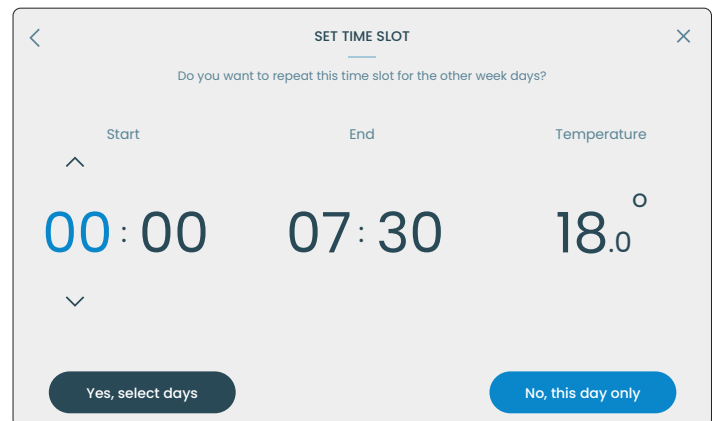 SET TIME SLOT
Do you want to repeat this time slot for the other week days?
Start End Temperature
00 : 00 07 : 30 18.0°
Yes, select days No, this day only